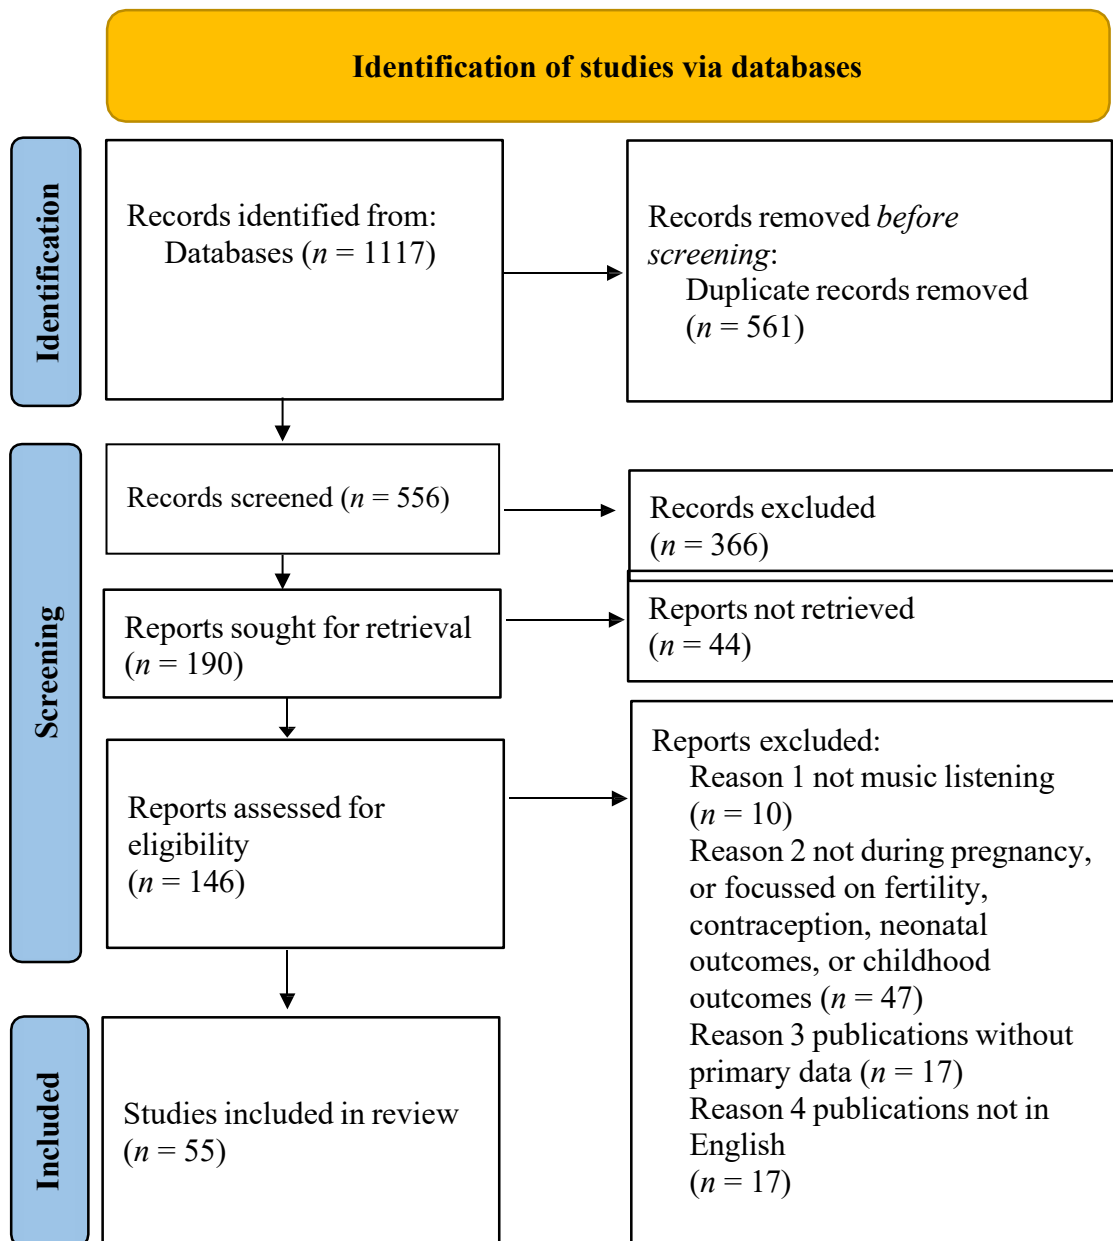 Identification of studies via databases
Identification
Records identified from:
Databases (n = 1117)
Records removed before
screening:
Duplicate records removed
(n = 561)
Screening
Records screened (n = 556)
Records excluded
(n = 366)
Reports sought for retrieval
(n = 190)
Reports not retrieved
(n = 44)
Reports assessed for
eligibility
(n = 146)
Reports excluded:
Reason 1 not music listening
(n = 10)
Reason 2 not during pregnancy,
or focussed on fertility,
contraception, neonatal
outcomes, or childhood
outcomes (n = 47)
Reason 3 publications without
primary data (n = 17)
Reason 4 publications not in
English
(n = 17)
Included
Studies included in review
(n = 55)